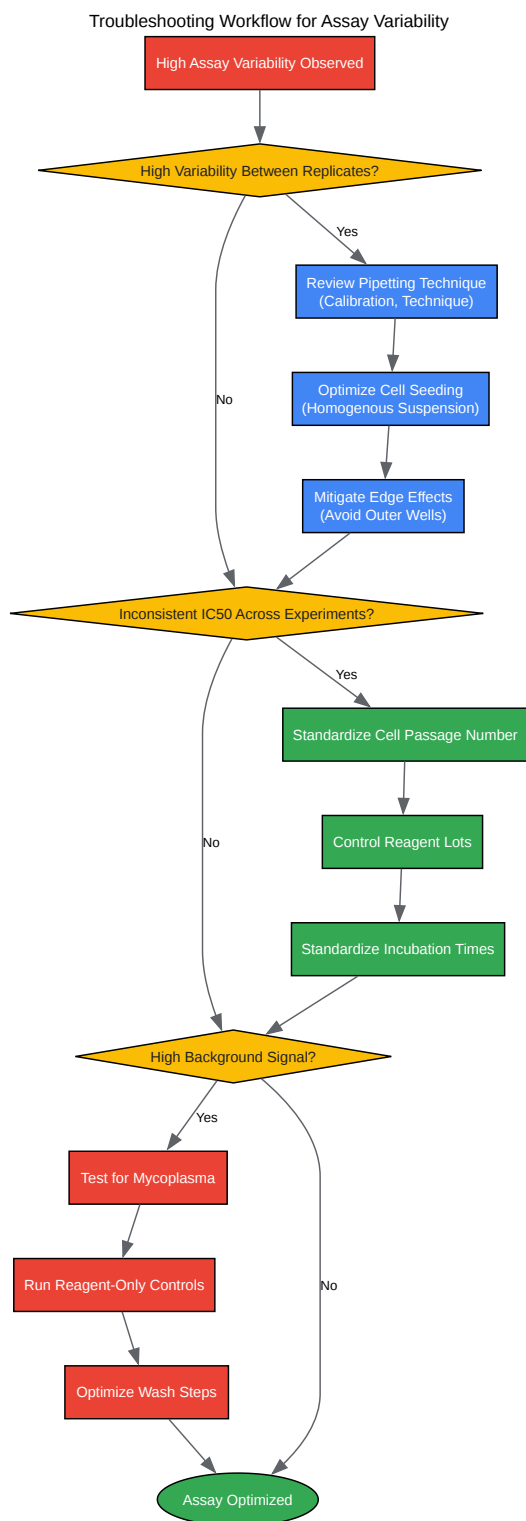 Troubleshooting Workflow for Assay Variability
High Assay Variability Observed
High Variability Between Replicates?
Yes
Review Pipetting Technique
(Calibration, Technique)
Optimize Cell Seeding
(Homogenous Suspension)
No
Mitigate Edge Effects
(Avoid Outer Wells)
Inconsistent IC50 Across Experiments?
Yes
Standardize Cell Passage Number
Control Reagent Lots
No
Standardize Incubation Times
High Background Signal?
Yes
Test for Mycoplasma
Run Reagent-Only Controls
No
Optimize Wash Steps
Assay Optimized